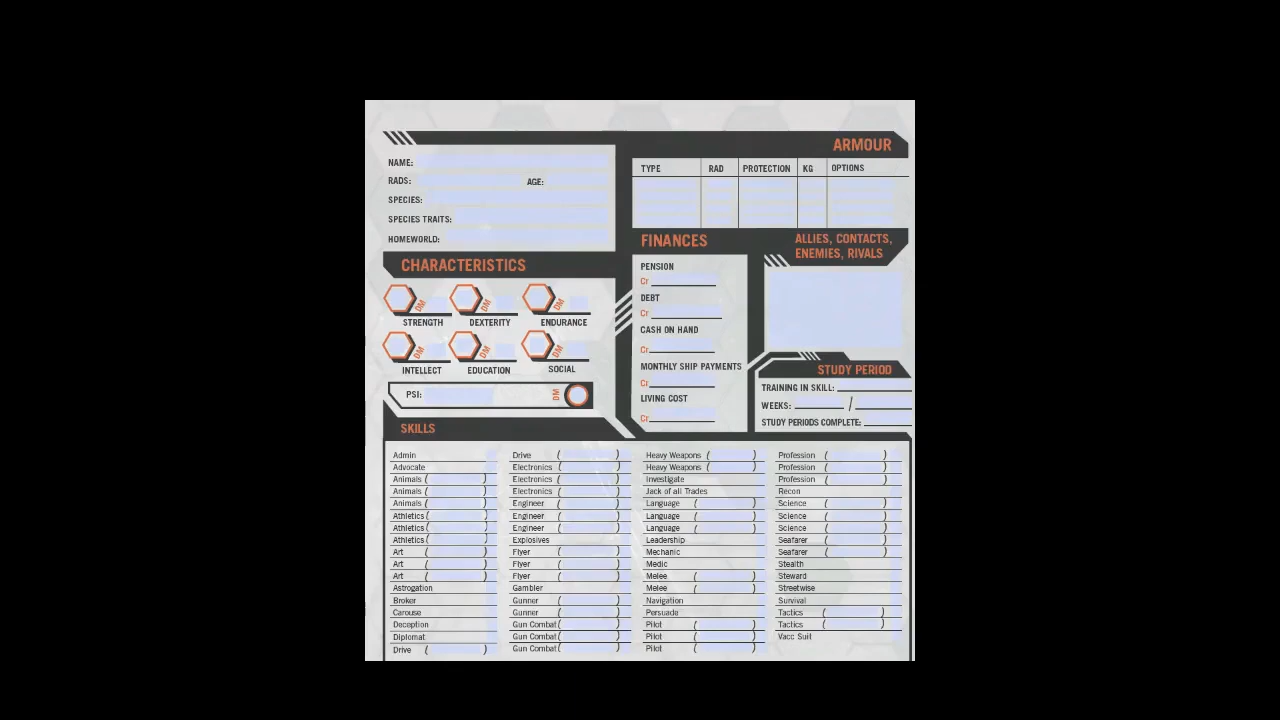 ARMOUR
NAME:
RADS: AGE:
SPECIES:
SPECIES TRAITS:
HOMEWORLD:
TYPE RAD PROTECTION KG OPTIONS
FINANCES
PENSION
Cr
DEBT
Cr
CASH ON HAND
Cr
MONTHLY SHIP PAYMENTS
Cr
LIVING COST
Cr
ALLIES, CONTACTS,
ENEMIES, RIVALS
CHARACTERISTICS
DM DM DM
STRENGTH DEXTERITY ENDURANCE
DM DM DM
INTELLECT EDUCATION SOCIAL
PSI: DM
STUDY PERIOD
TRAINING IN SKILL:
WEEKS: /
STUDY PERIODS COMPLETE:
SKILLS
Admin
Advocate
Animals ( )
Animals ( )
Animals ( )
Athletics ( )
Athletics ( )
Athletics ( )
Art ( )
Art ( )
Art ( )
Astrogation
Broker
Carouse
Deception
Diplomat
Drive ( )
Drive ( )
Electronics ( )
Electronics ( )
Electronics ( )
Engineer ( )
Engineer ( )
Engineer ( )
Explosives
Flyer ( )
Flyer ( )
Flyer ( )
Gambler
Gunner ( )
Gunner ( )
Gun Combat ( )
Gun Combat ( )
Gun Combat ( )
Heavy Weapons ( )
Heavy Weapons ( )
Investigate
Jack of all Trades
Language ( )
Language ( )
Language ( )
Leadership
Mechanic
Medic
Melee ( )
Melee ( )
Navigation
Persuade
Pilot ( )
Pilot ( )
Pilot ( )
Profession ( )
Profession ( )
Profession ( )
Recon
Science ( )
Science ( )
Science ( )
Seafarer ( )
Seafarer ( )
Stealth
Steward
Streetwise
Survival
Tactics ( )
Tactics ( )
Vacc Suit